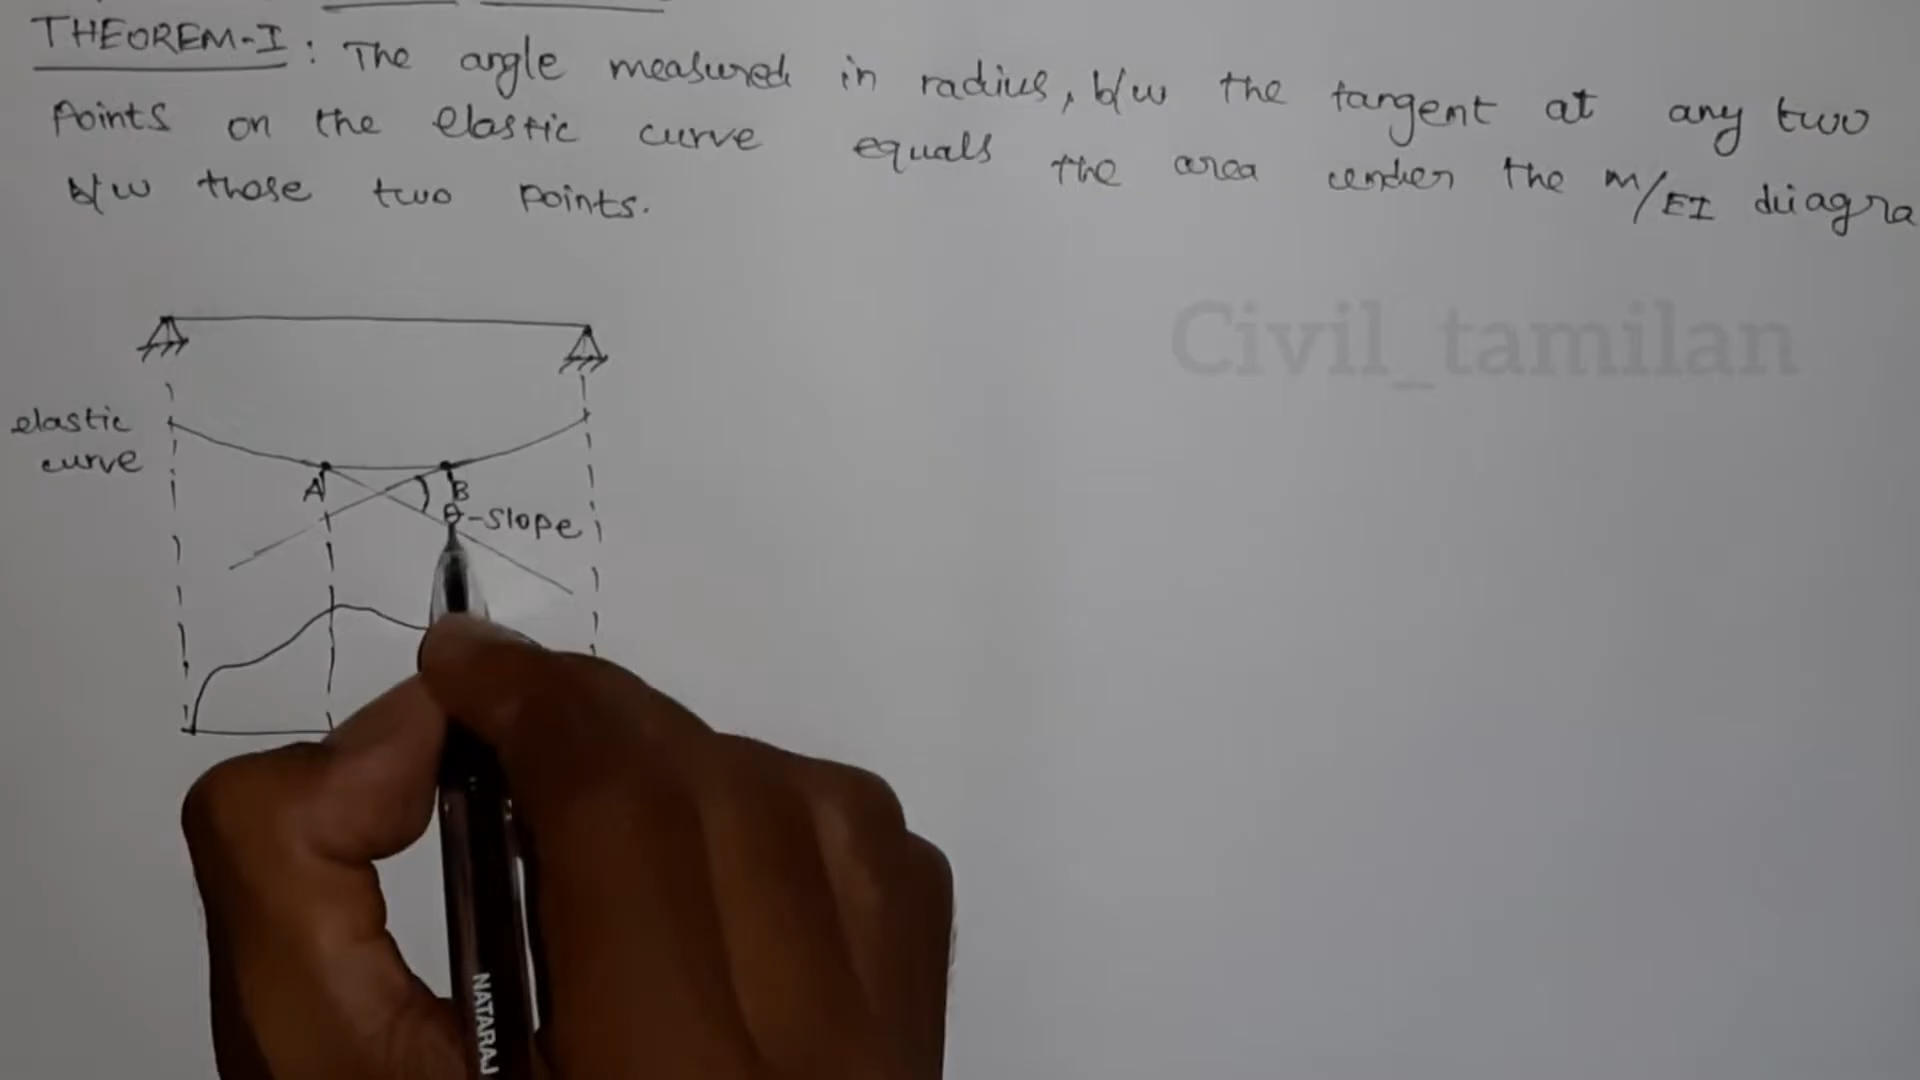 THEOREM-I : The angle measured in radius, b/w the tangent at any two
points on the elastic curve equals the area under the M/EI diagra
b/w those two points.
Civil_tamilan
elastic
curve
A
B
θ-slope
NATARAJ